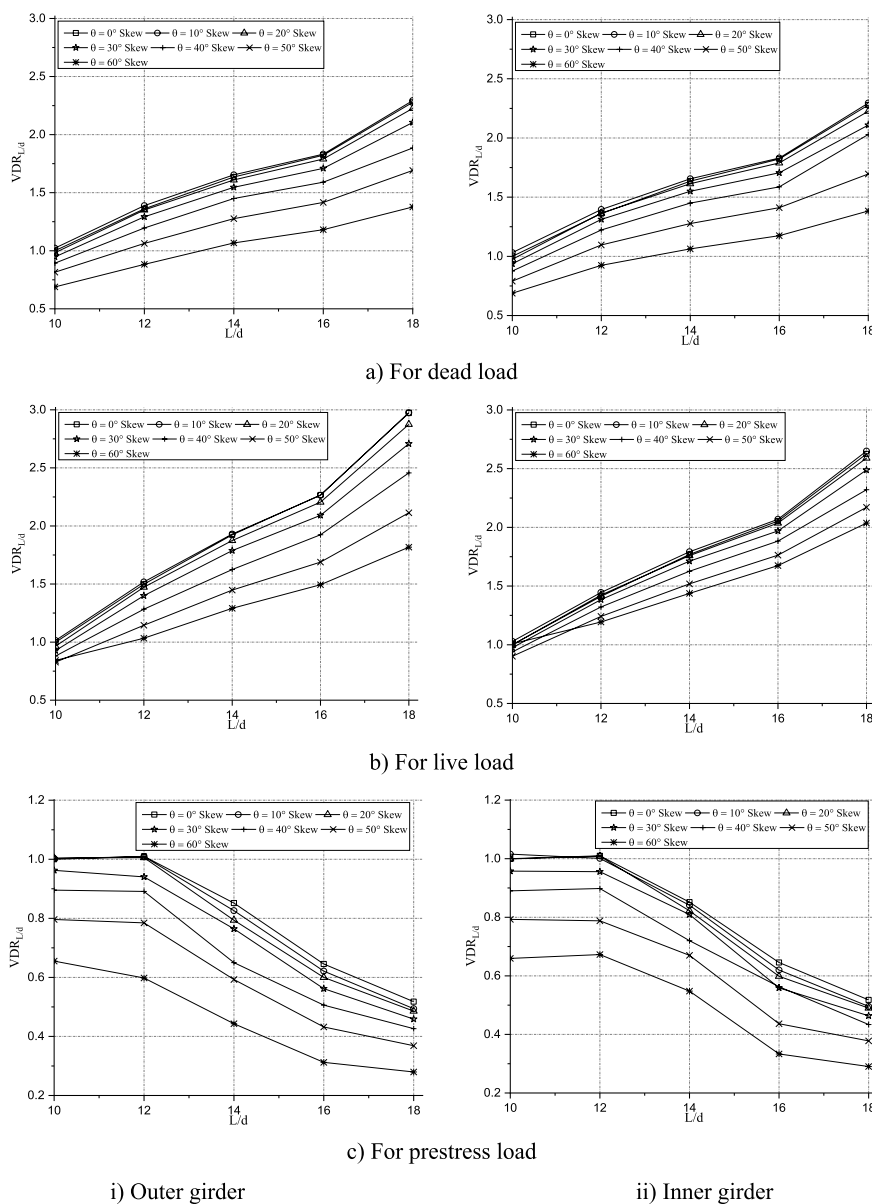 θ = 0° Skew θ = 10° Skew θ = 20° Skew
θ = 30° Skew θ = 40° Skew θ = 50° Skew
θ = 60° Skew
3.0
2.5
2.0
1.5
1.0
0.5
VDR_L/d
10 12 14 16 18
L/d
θ = 0° Skew θ = 10° Skew θ = 20° Skew
θ = 30° Skew θ = 40° Skew θ = 50° Skew
θ = 60° Skew
3.0
2.5
2.0
1.5
1.0
0.5
VDR_L/d
10 12 14 16 18
L/d
a) For dead load
θ = 0° Skew θ = 10° Skew θ = 20° Skew
θ = 30° Skew θ = 40° Skew θ = 50° Skew
θ = 60° Skew
3.0
2.5
2.0
1.5
1.0
0.5
VDR_L/d
10 12 14 16 18
L/d
θ = 0° Skew θ = 10° Skew θ = 20° Skew
θ = 30° Skew θ = 40° Skew θ = 50° Skew
θ = 60° Skew
3.0
2.5
2.0
1.5
1.0
0.5
VDR_L/d
10 12 14 16 18
L/d
b) For live load
θ = 0° Skew θ = 10° Skew θ = 20° Skew
θ = 30° Skew θ = 40° Skew θ = 50° Skew
θ = 60° Skew
1.2
1.0
0.8
0.6
0.4
0.2
VDR_L/d
10 12 14 16 18
L/d
θ = 0° Skew θ = 10° Skew θ = 20° Skew
θ = 30° Skew θ = 40° Skew θ = 50° Skew
θ = 60° Skew
1.2
1.0
0.8
0.6
0.4
0.2
VDR_L/d
10 12 14 16 18
L/d
c) For prestress load
i) Outer girder ii) Inner girder